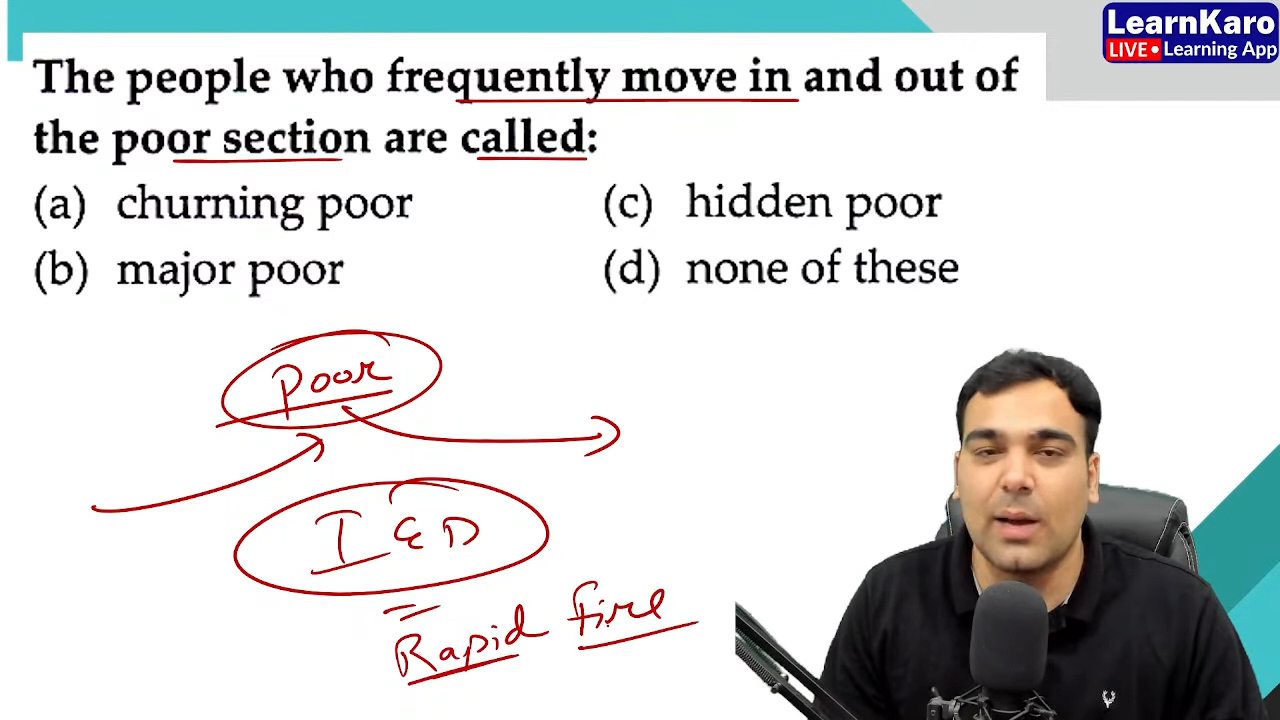 LearnKaro
LIVE • Learning App
The people who frequently move in and out of
the poor section are called:
(a) churning poor
(c) hidden poor
(b) major poor
(d) none of these
Poor
I E D
Rapid fire